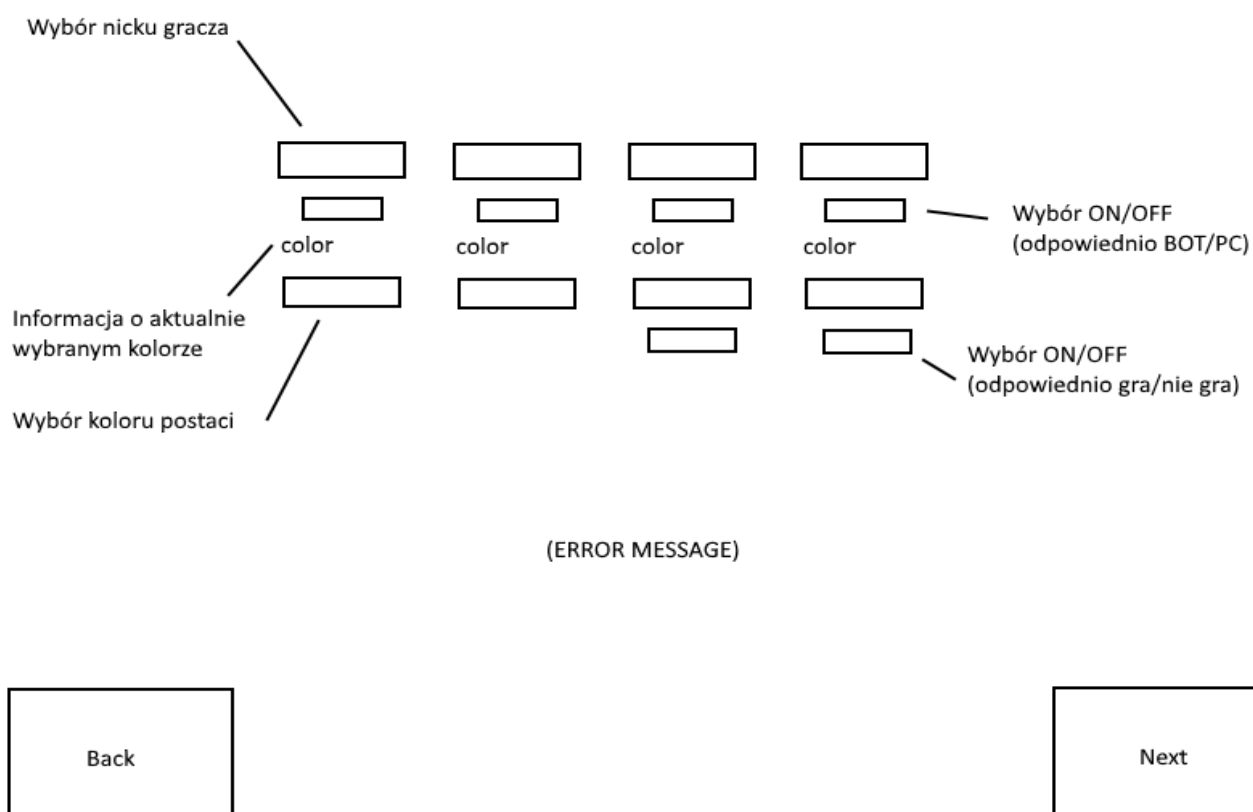 Wybór nicku gracza
Wybór ON/OFF
(odpowiednio BOT/PC)
color
color
color
color
Informacja o aktualnie
wybranym kolorze
Wybór ON/OFF
(odpowiednio gra/nie gra)
Wybór koloru postaci
(ERROR MESSAGE)
Back
Next